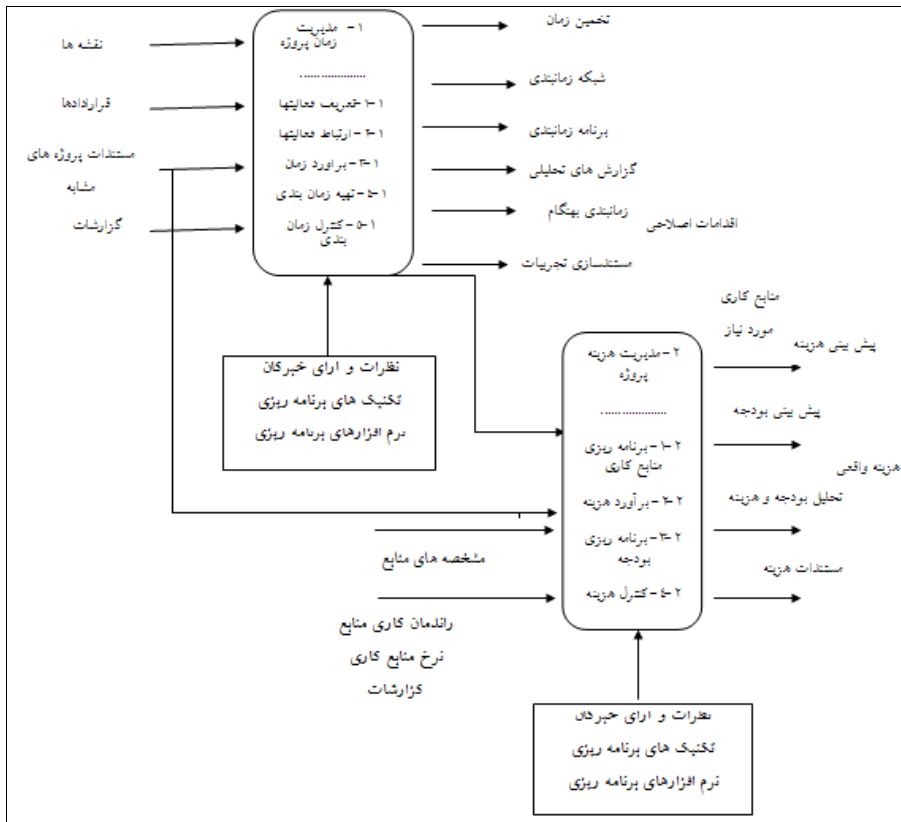 نقشه ها
قراردادها
مستندات پروژه های
مشابه
گزارشات
۱- مدیریت
زمان پروژه
....................
۱-۱-تعریف فعالیتها
۱-۲- ارتباط فعالیتها
۱-۳- براورد زمان
۱-٤-تهیه زمان بندی
۱-٥- کنترل زمان
بندی
تخمین زمان
شبکه زمانبندی
برنامه زمانبندی
گزارش های تحلیلی
زمانبندی بهنگام
اقدامات اصلاحی
مستندسازی تجربیات
نظرات و ارای خبرگان
تکنیک های برنامه ریزی
نرم افزارهای برنامه ریزی
۲-مدیریت هزینه
پروژه
...................
۲-۱- برنامه ریزی
منابع کاری
۲-۲- برآورد هزینه
۲-۳- برنامه ریزی
بودجه
۲-٤- کنترل هزینه
منابع کاری
مورد نیاز
پیش بینی هزینه
پیش بینی بودجه
هزینه واقعی
تحلیل بودجه و هزینه
مستندات هزینه
مشخصه های منابع
راندمان کاری منابع
نرخ منابع کاری
گزارشات
نظرات و ارای خبرگان
تکنیک های برنامه ریزی
نرم افزارهای برنامه ریزی